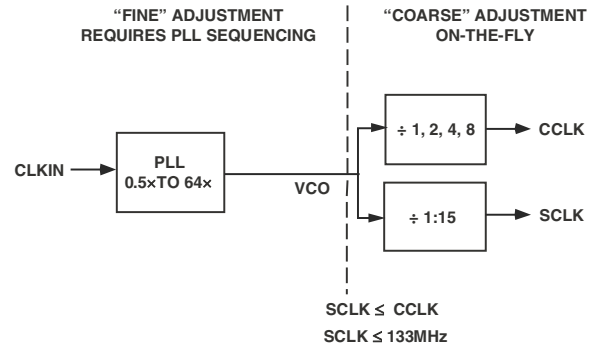 “FINE” ADJUSTMENT
REQUIRES PLL SEQUENCING
“COARSE” ADJUSTMENT
ON-THE-FLY
CLKIN
PLL
0.5×TO 64×
VCO
÷ 1, 2, 4, 8
CCLK
÷ 1:15
SCLK
SCLK ≤ CCLK
SCLK ≤ 133MHz